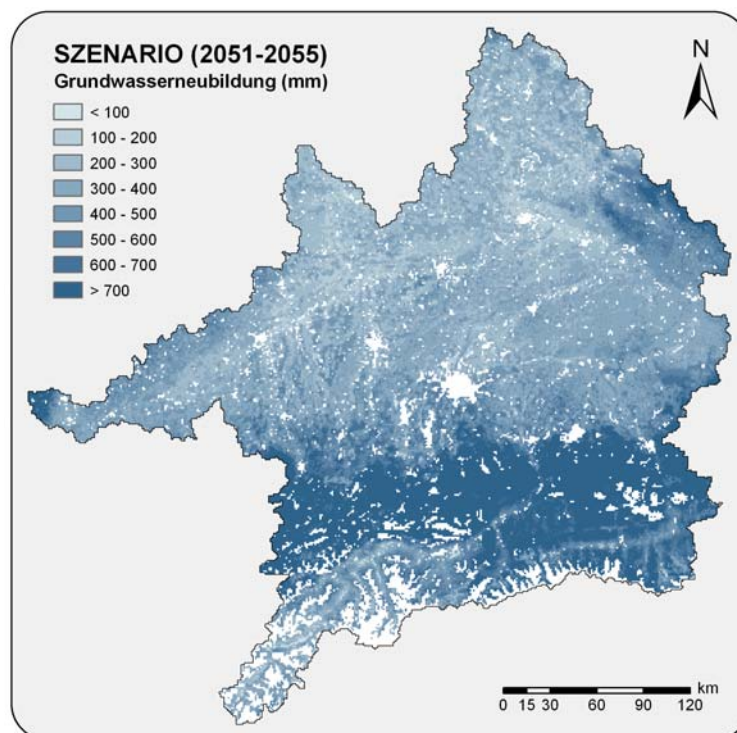 SZENARIO (2051-2055)
Grundwasserneubildung (mm)
< 100
100 - 200
200 - 300
300 - 400
400 - 500
500 - 600
600 - 700
> 700
N
km
0 15 30 60 90 120